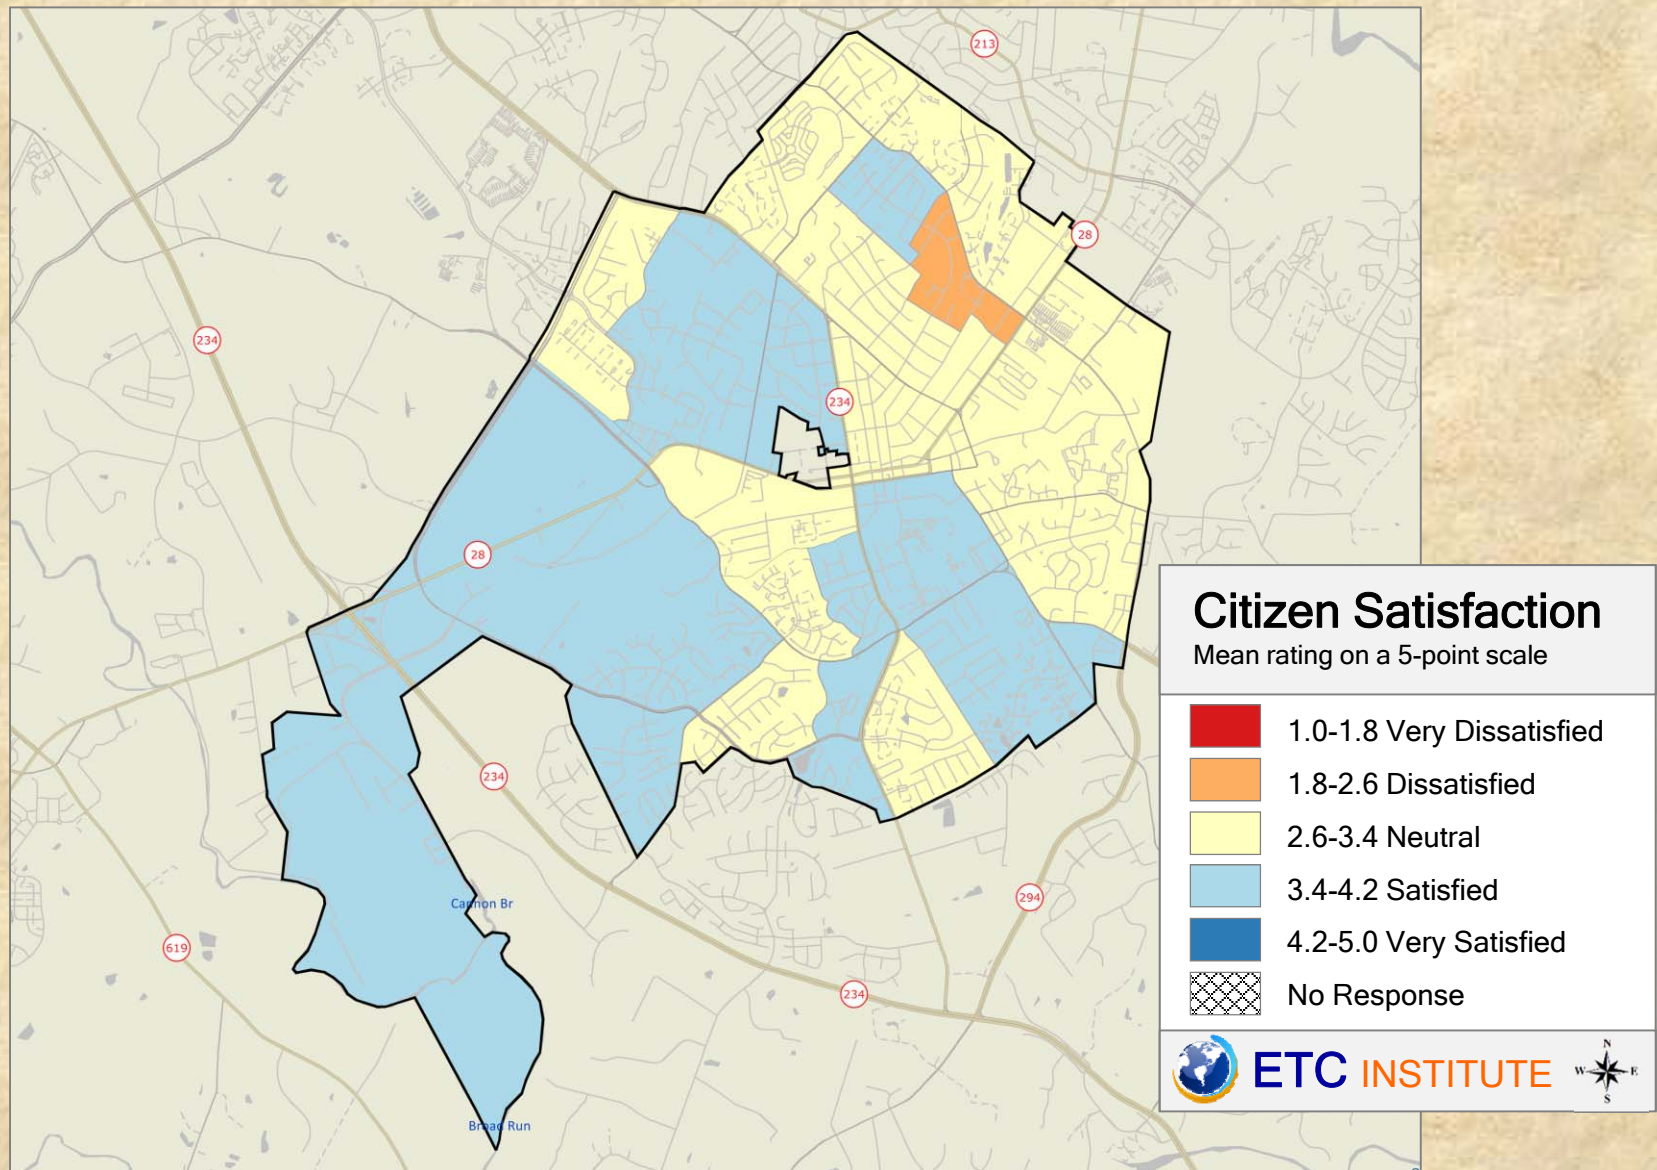 213
28
234
234
28
234
Cannon Br
294
619
234
Broad Run
Citizen Satisfaction
Mean rating on a 5-point scale
1.0-1.8 Very Dissatisfied
1.8-2.6 Dissatisfied
2.6-3.4 Neutral
3.4-4.2 Satisfied
4.2-5.0 Very Satisfied
No Response
ETC INSTITUTE
N
W E
S